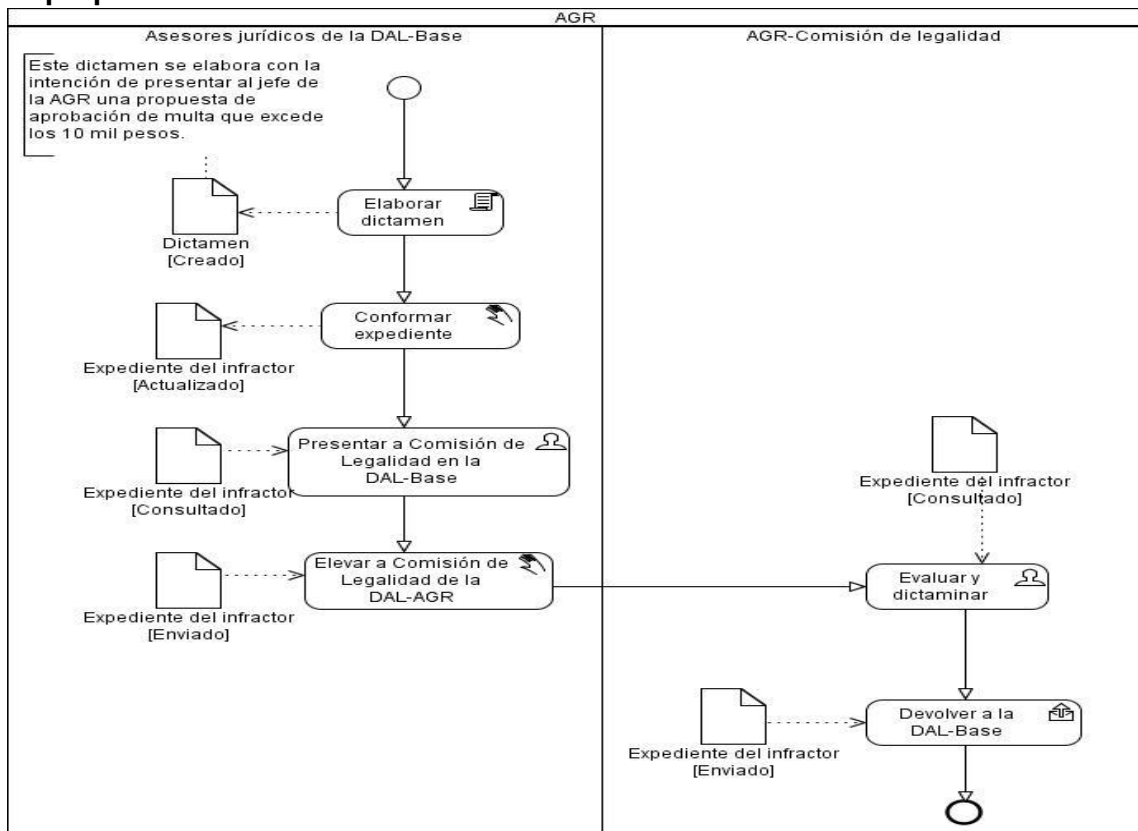 AGR
Asesores jurídicos de la DAL-Base
AGR-Comisión de legalidad
Este dictamen se elabora con la
intención de presentar al jefe de
la AGR una propuesta de
aprobación de multa que excede
los 10 mil pesos.
Elaborar
dictamen
Dictamen
[Creado]
Conformar
expediente
Expediente del infractor
[Actualizado]
Presentar a Comisión de
Legalidad en la
DAL-Base
Expediente del infractor
[Consultado]
Expediente del infractor
[Consultado]
Elevar a Comisión de
Legalidad de la
DAL-AGR
Expediente del infractor
[Enviado]
Evaluar y
dictaminar
Devolver a la
DAL-Base
Expediente del infractor
[Enviado]